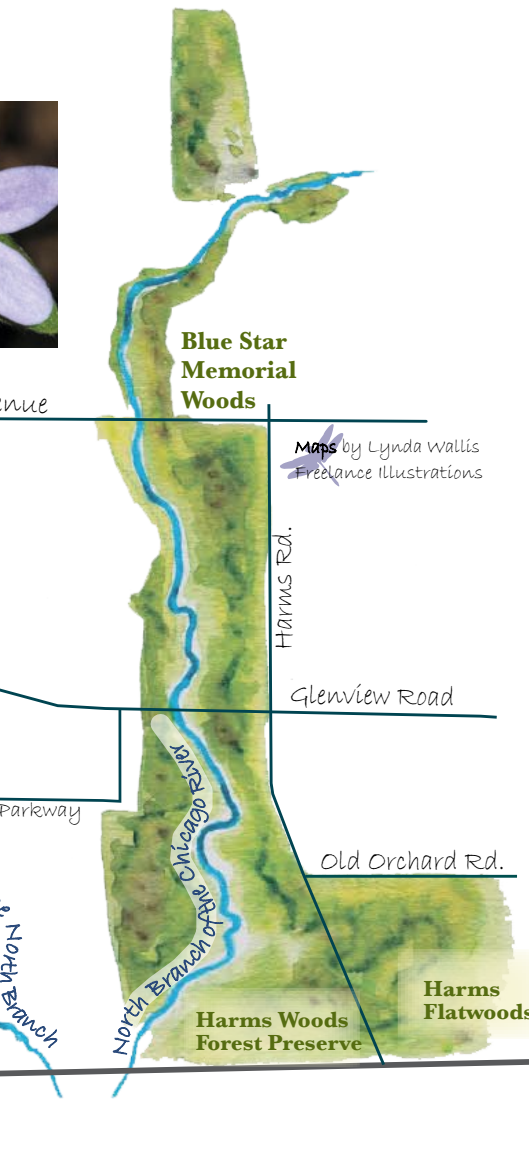 Blue Star
Memorial
Woods
Maps by Lynda Wallis
Freelance Illustrations
Harms Rd.
Glenview Road
Parkway
Old Orchard Rd.
North Branch of the Chicago River
North Branch
Harms
Flatwoods
Harms Woods
Forest Preserve